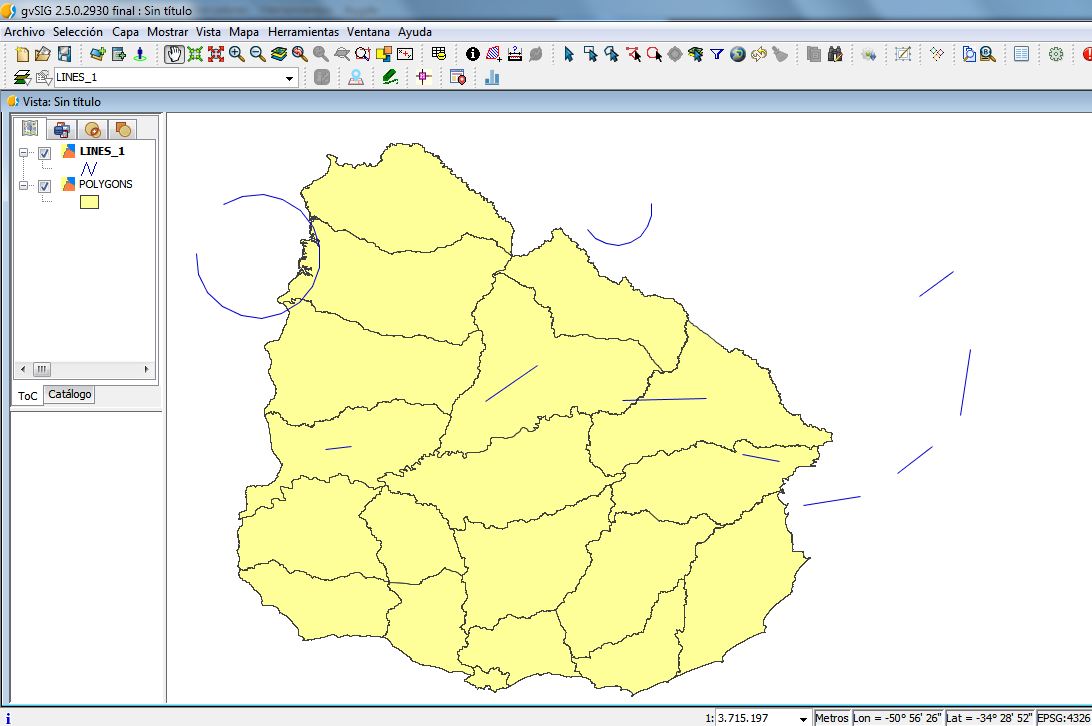 gvSIG 2.5.0.2930 final : Sin título
Archivo Selección Capa Mostrar Vista Mapa Herramientas Ventana Ayuda
LINES_1
Vista: Sin título
LINES_1
POLYGONS
ToC Catálogo
1: 3.715.197 Metros Lon = -50° 56' 26" Lat = -34° 28' 52" EPSG:4326